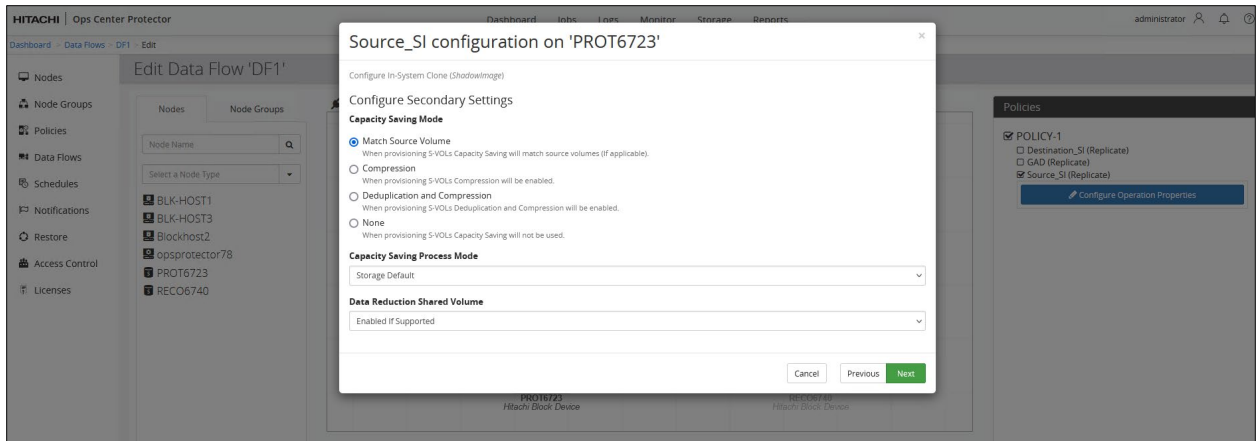 HITACHI Ops Center Protector
Dashboard Jobs Logs Monitor Storage Reports
administrator
Dashboard > Data Flows > DF1 > Edit
Nodes
Node Groups
Policies
Data Flows
Schedules
Notifications
Restore
Access Control
Licenses
Edit Data Flow 'DF1'
Nodes Node Groups
Node Name
Select a Node Type
BLK-HOST1
BLK-HOST3
Blockhost2
opsprotector78
PROT6723
RECO6740
Source_SI configuration on 'PROT6723'
Configure In-System Clone (ShadowImage)
Configure Secondary Settings
Capacity Saving Mode
Match Source Volume
When provisioning S-VOLs Capacity Saving will match source volumes (If applicable).
Compression
When provisioning S-VOLs Compression will be enabled.
Deduplication and Compression
When provisioning S-VOLs Deduplication and Compression will be enabled.
None
When provisioning S-VOLs Capacity Saving will not be used.
Capacity Saving Process Mode
Storage Default
Data Reduction Shared Volume
Enabled If Supported
Cancel Previous Next
PROT6723
Hitachi Block Device
RECO6740
Hitachi Block Device
Policies
POLICY-1
Destination_SI (Replicate)
GAD (Replicate)
Source_SI (Replicate)
Configure Operation Properties